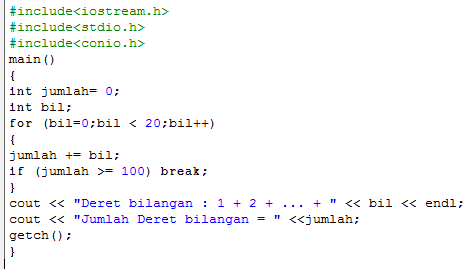 #include<iostream.h>
#include<stdio.h>
#include<conio.h>
main()
{
int jumlah= 0;
int bil;
for (bil=0;bil < 20;bil++)
{
jumlah += bil;
if (jumlah >= 100) break;
}
cout << "Deret bilangan : 1 + 2 + ... + " << bil << endl;
cout << "Jumlah Deret bilangan = " <<jumlah;
getch();
}